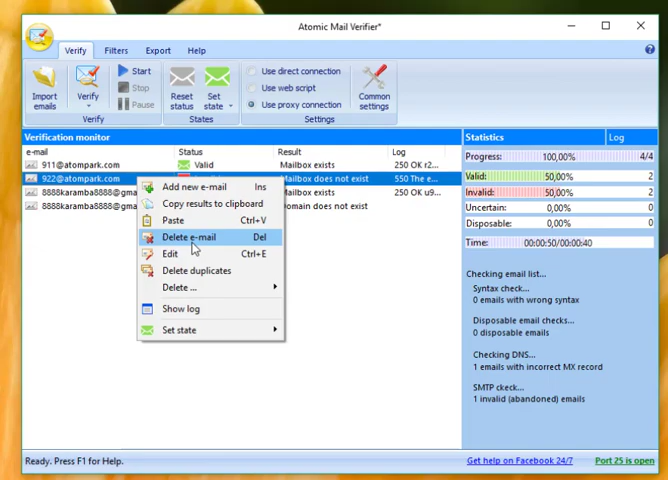 Atomic Mail Verifier*
Verify Filters Export Help
Import emails
Verify
Start
Stop
Pause
Verify
Reset status
Set state
States
Use direct connection
Use web script
Use proxy connection
Common settings
Settings
Verification monitor
e-mail Status Result Log
911@atompark.com Valid Mailbox exists 250 OK r2...
922@atompark.com Mailbox does not exist 550 The e...
8888karamba8888@gma Mailbox exists 250 OK u9...
8888karamba8888@gma omain does not exist
Add new e-mail Ins
Copy results to clipboard
Paste Ctrl+V
Delete e-mail Del
Edit Ctrl+E
Delete duplicates
Delete ...
Show log
Set state
Statistics Log
Progress: 100,00% 4/4
Valid: 50,00% 2
Invalid: 50,00% 2
Uncertain: 0,00% 0
Disposable: 0,00% 0
Time: 00:00:50/00:00:40
Checking email list...
Syntax check...
0 emails with wrong syntax
Disposable email checks...
0 disposable emails
Checking DNS...
1 emails with incorrect MX record
SMTP check...
1 invalid (abandoned) emails
Ready. Press F1 for Help.
Get help on Facebook 24/7
Port 25 is open